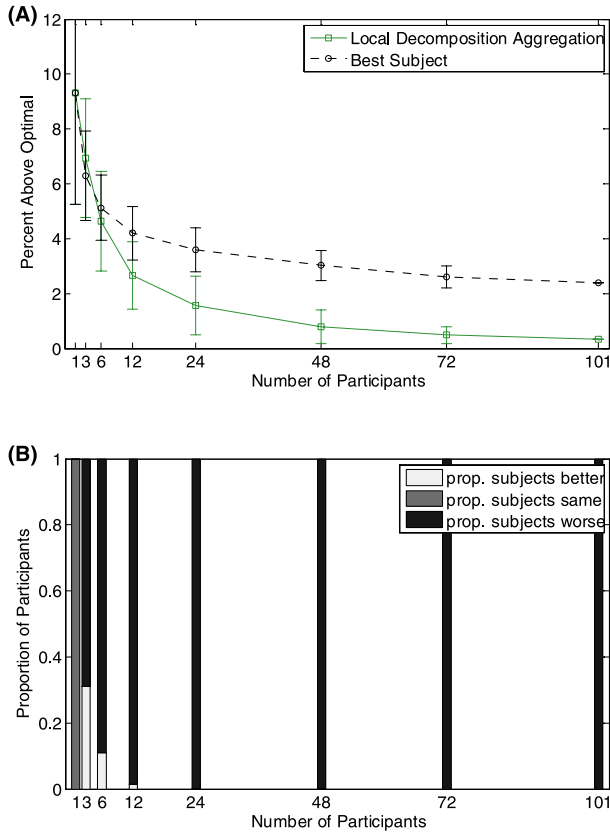 (A)
12
10
8
6
4
2
0
Percent Above Optimal
Local Decomposition Aggregation
Best Subject
1 3 6 12 24 48 72 101
Number of Participants
(B)
1
0.8
0.6
0.4
0.2
0
Proportion of Participants
prop. subjects better
prop. subjects same
prop. subjects worse
1 3 6 12 24 48 72 101
Number of Participants